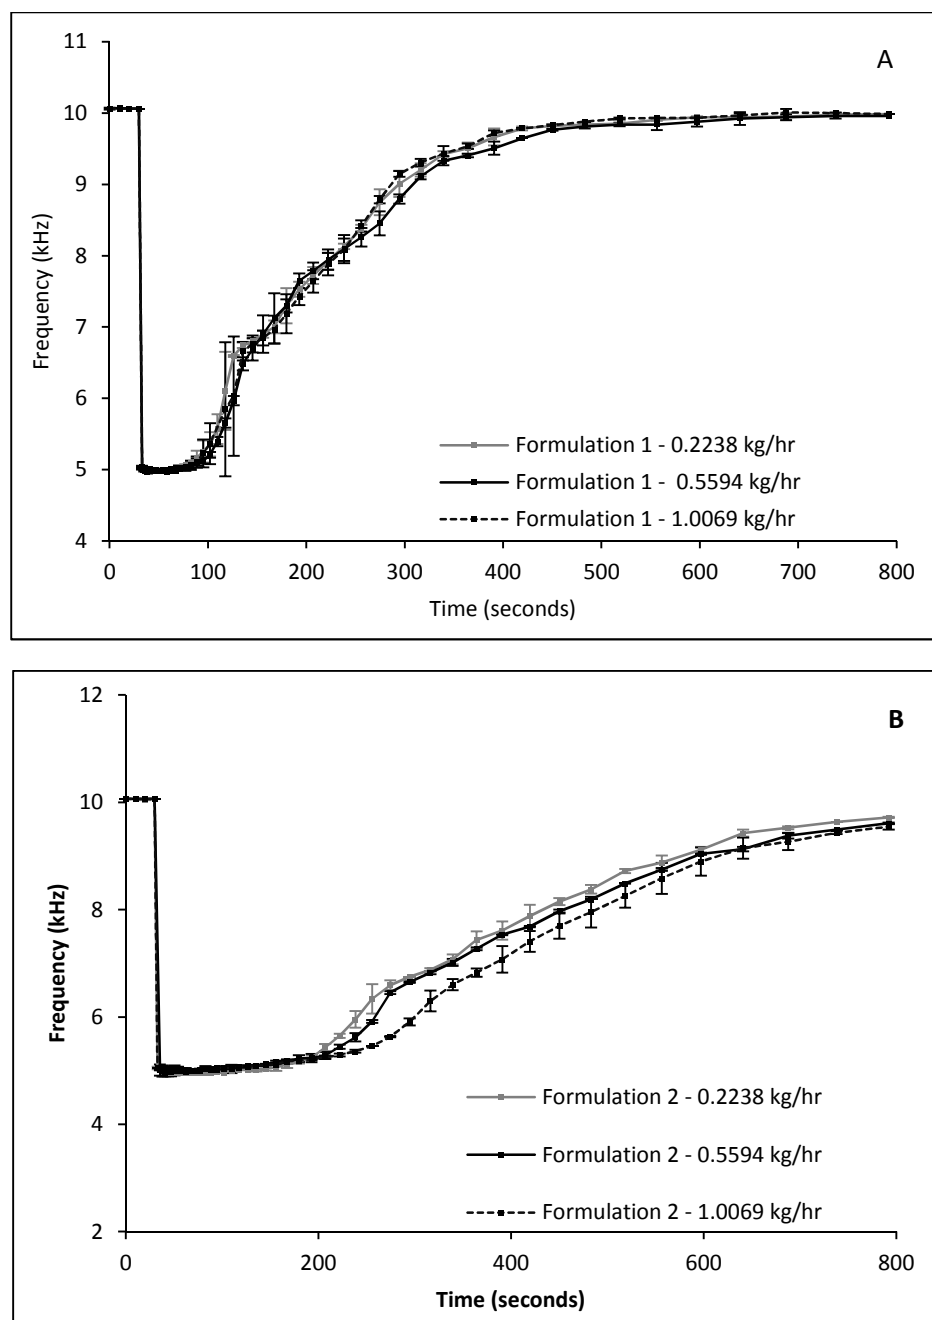 A
11
10
9
8
7
6
5
4
Frequency (kHz)
Formulation 1 - 0.2238 kg/hr
Formulation 1 -  0.5594 kg/hr
Formulation 1 - 1.0069 kg/hr
0 100 200 300 400 500 600 700 800
Time (seconds)
B
12
10
8
6
4
2
Frequency (kHz)
Formulation 2 - 0.2238 kg/hr
Formulation 2 - 0.5594 kg/hr
Formulation 2 - 1.0069 kg/hr
0 200 400 600 800
Time (seconds)